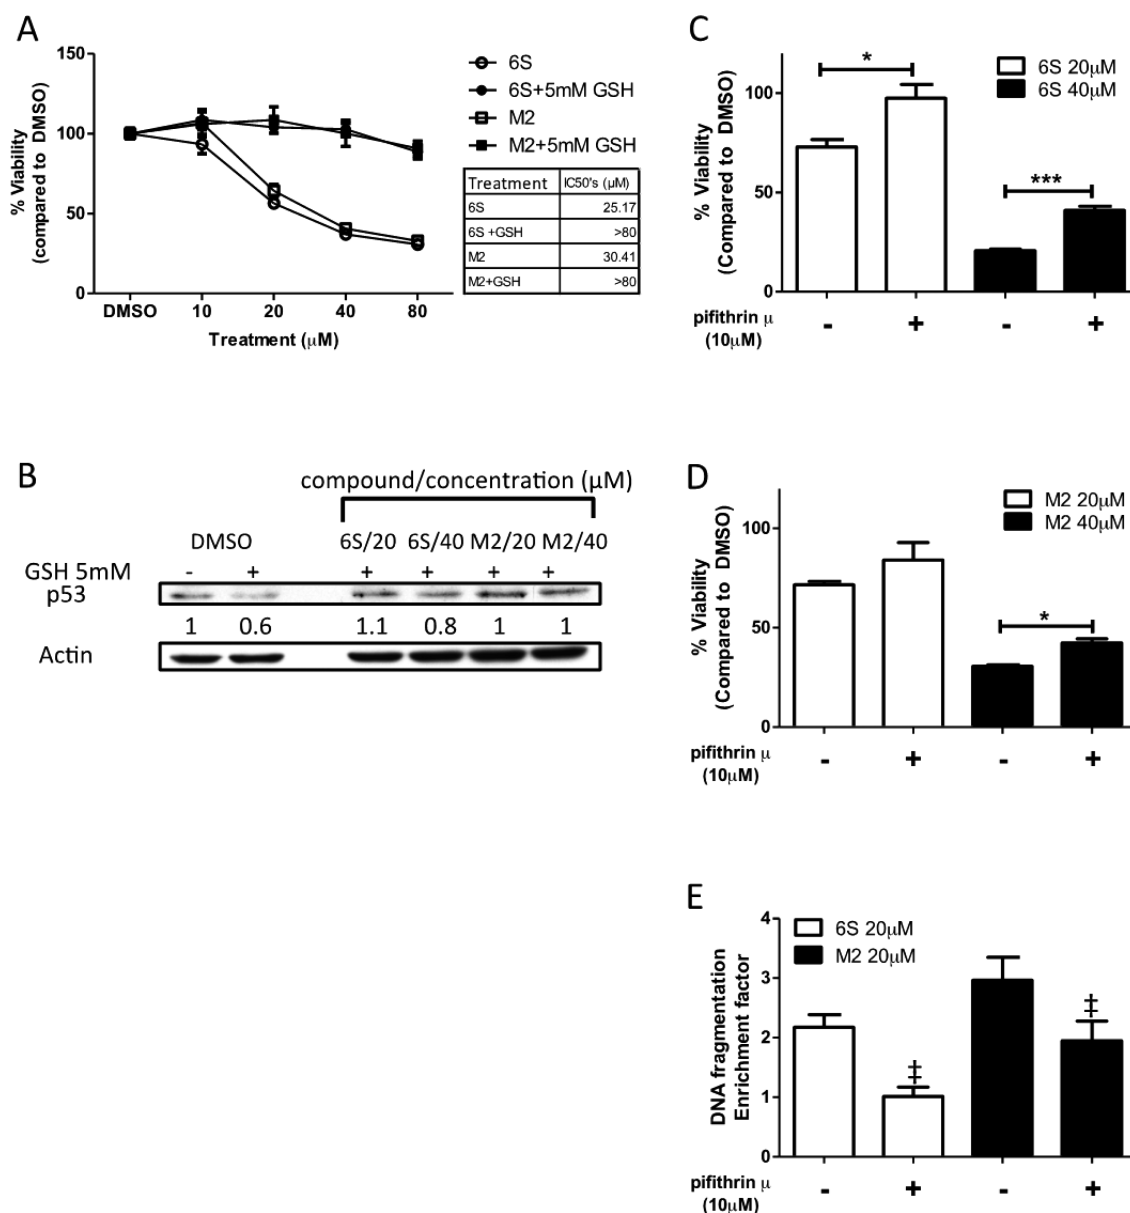 A
150
100
50
0
% Viability
(compared to DMSO)
DMSO 10 20 40 80
Treatment (μM)
6S
6S+5mM GSH
M2
M2+5mM GSH
Treatment IC50's (μM)
6S 25.17
6S +GSH >80
M2 30.41
M2+GSH >80
C
6S 20μM
6S 40μM
* ***
100
50
0
% Viability
(Compared to DMSO)
pifithrin μ - + - +
(10μM)
B
compound/concentration (μM)
DMSO 6S/20 6S/40 M2/20 M2/40
GSH 5mM - + + + + +
p53
1 0.6 1.1 0.8 1 1
Actin
D
M2 20μM
M2 40μM
*
100
50
0
% Viability
(Compared to DMSO)
pifithrin μ - + - +
(10μM)
E
6S 20μM
M2 20μM
‡ ‡
4
3
2
1
0
DNA fragmentation
Enrichment factor
pifithrin μ - + - +
(10μM)